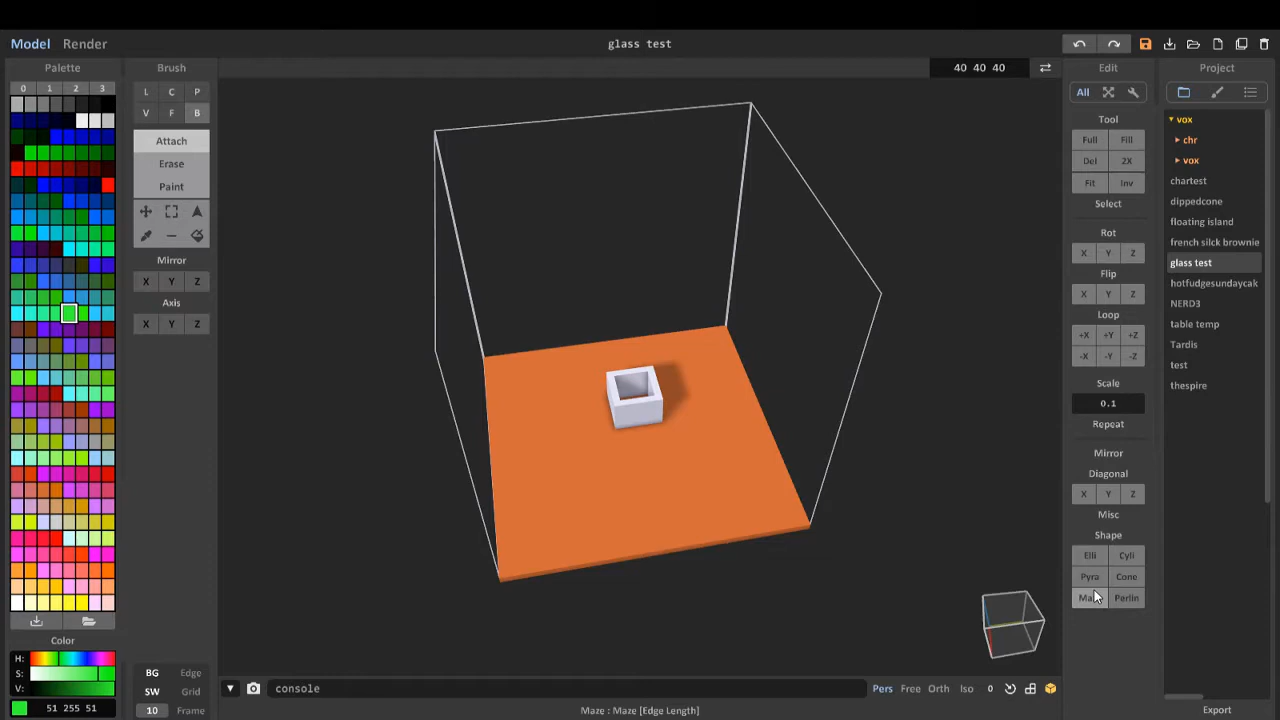 Model Render
glass test
Palette
Brush
40 40 40
Edit
Project
0 1 2 3
L C P
V F B
All
vox
Attach
Tool
Full Fill
chr
Erase
Del 2X
vox
Paint
Fit Inv
chartest
Select
dippedcone
floating island
Rot
french silck brownie
X Y Z
Mirror
glass test
X Y Z
Flip
hotfudgesundaycak
X Y Z
Axis
NERD3
Loop
table temp
X Y Z
+X +Y +Z
Tardis
-X -Y -Z
test
Scale
thespire
0.1
Repeat
Mirror
Diagonal
X Y Z
Misc
Shape
Elli Cyli
Pyra Cone
Perlin
Color
H:
S:
V:
51 255 51
BG Edge
SW Grid
10 Frame
console
Pers Free Orth Iso 0
Maze : Maze [Edge Length]
Export